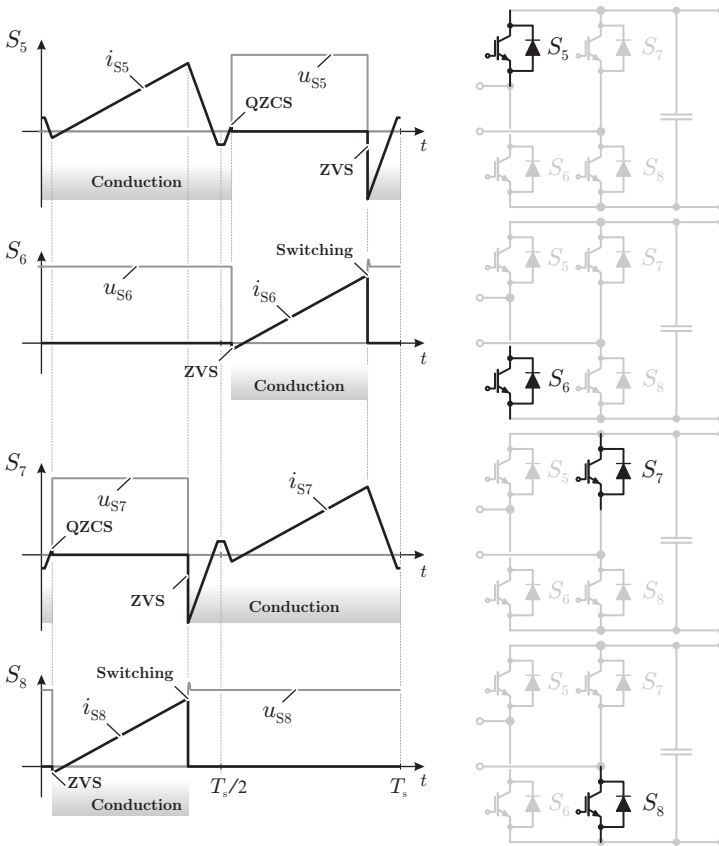 S5
iS5
uS5
QZCS
t
ZVS
Conduction
S5
S7
S6
S8
S6
Switching
uS6
iS6
t
ZVS
Conduction
S5
S7
S6
S8
S7
iS7
uS7
QZCS
t
ZVS
Conduction
S5
S7
S6
S8
S8
Switching
iS8
uS8
t
ZVS
Ts/2
Ts
Conduction
S5
S7
S6
S8